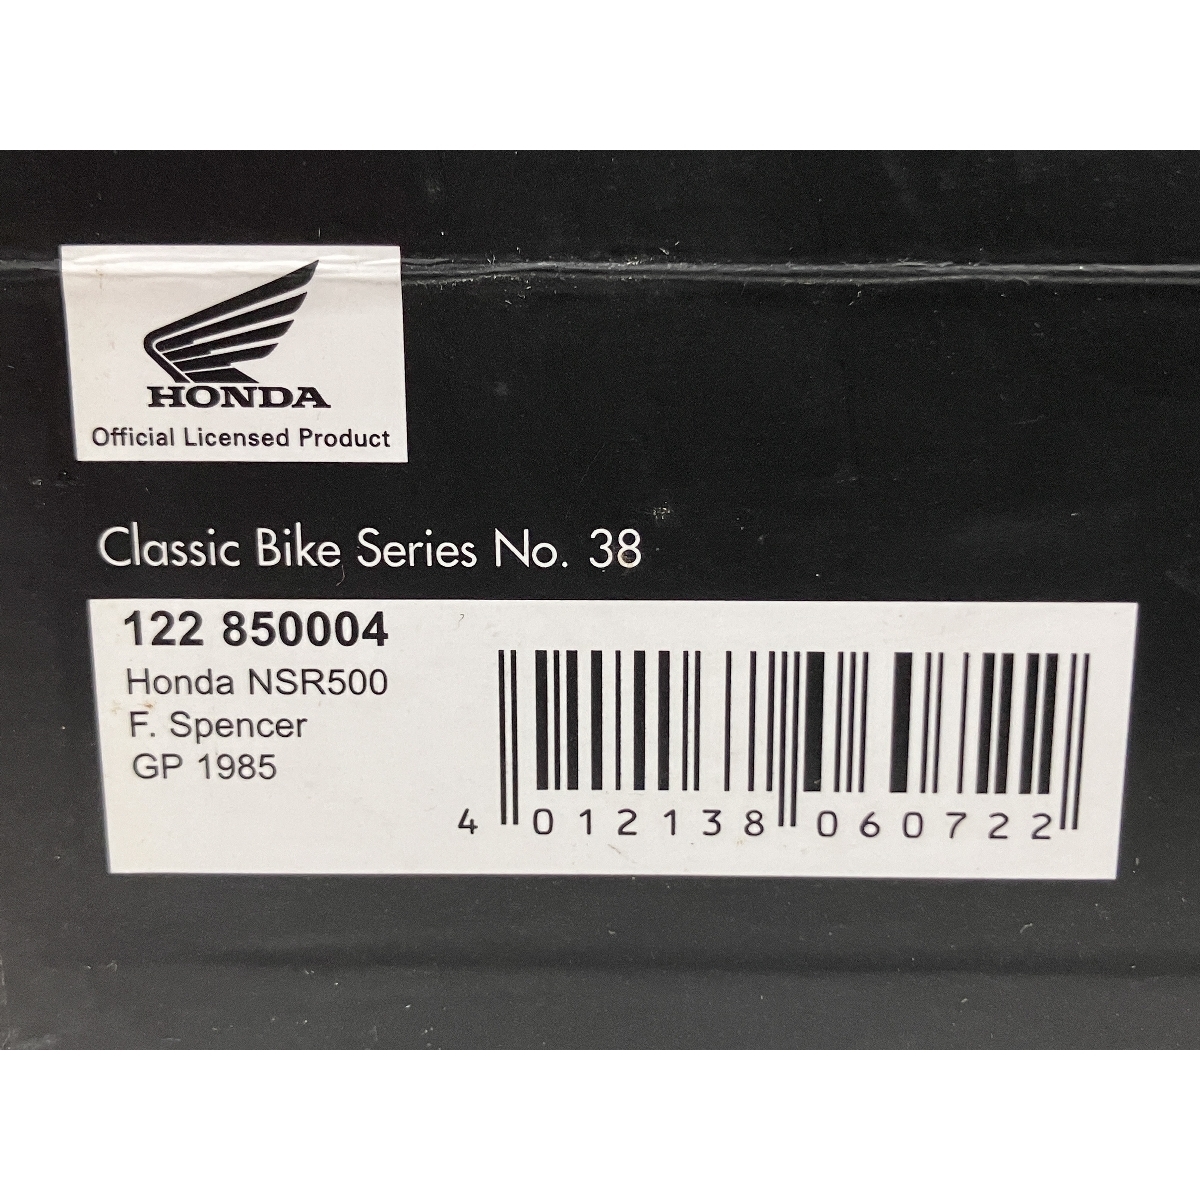 HONDA
Official Licensed Product
Classic Bike Series No. 38
122 850004
Honda NSR500
F. Spencer
GP 1985
4 012138 060722